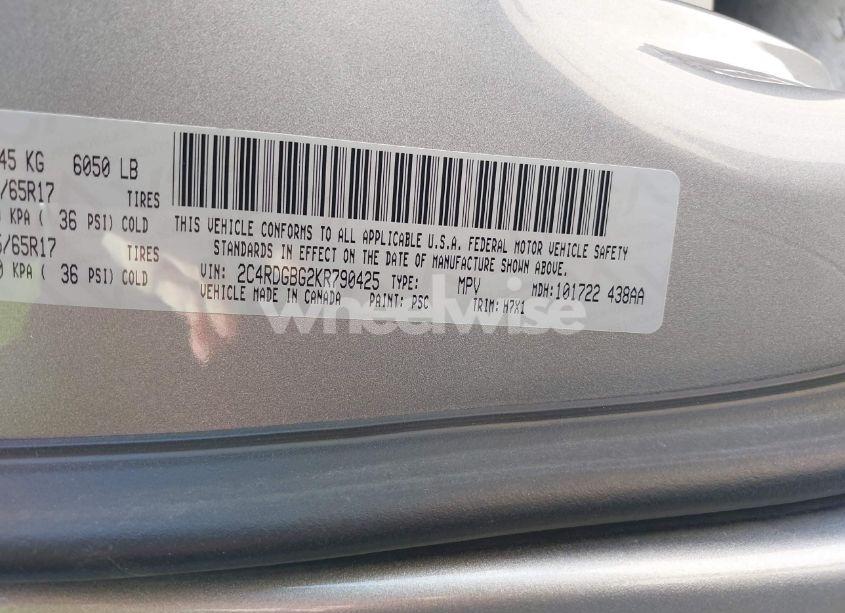 45 KG 6050 LB
/65R17 TIRES
KPA ( 36 PSI) COLD
/65R17 TIRES
KPA ( 36 PSI) COLD
THIS VEHICLE CONFORMS TO ALL APPLICABLE U.S.A. FEDERAL MOTOR VEHICLE SAFETY
STANDARDS IN EFFECT ON THE DATE OF MANUFACTURE SHOWN ABOVE.
VIN: 2C4RDGBG2KR790425 TYPE: MPV MDH:101722 438AA
VEHICLE MADE IN CANADA PAINT: PSC TRIM: H7X1
wheelwise